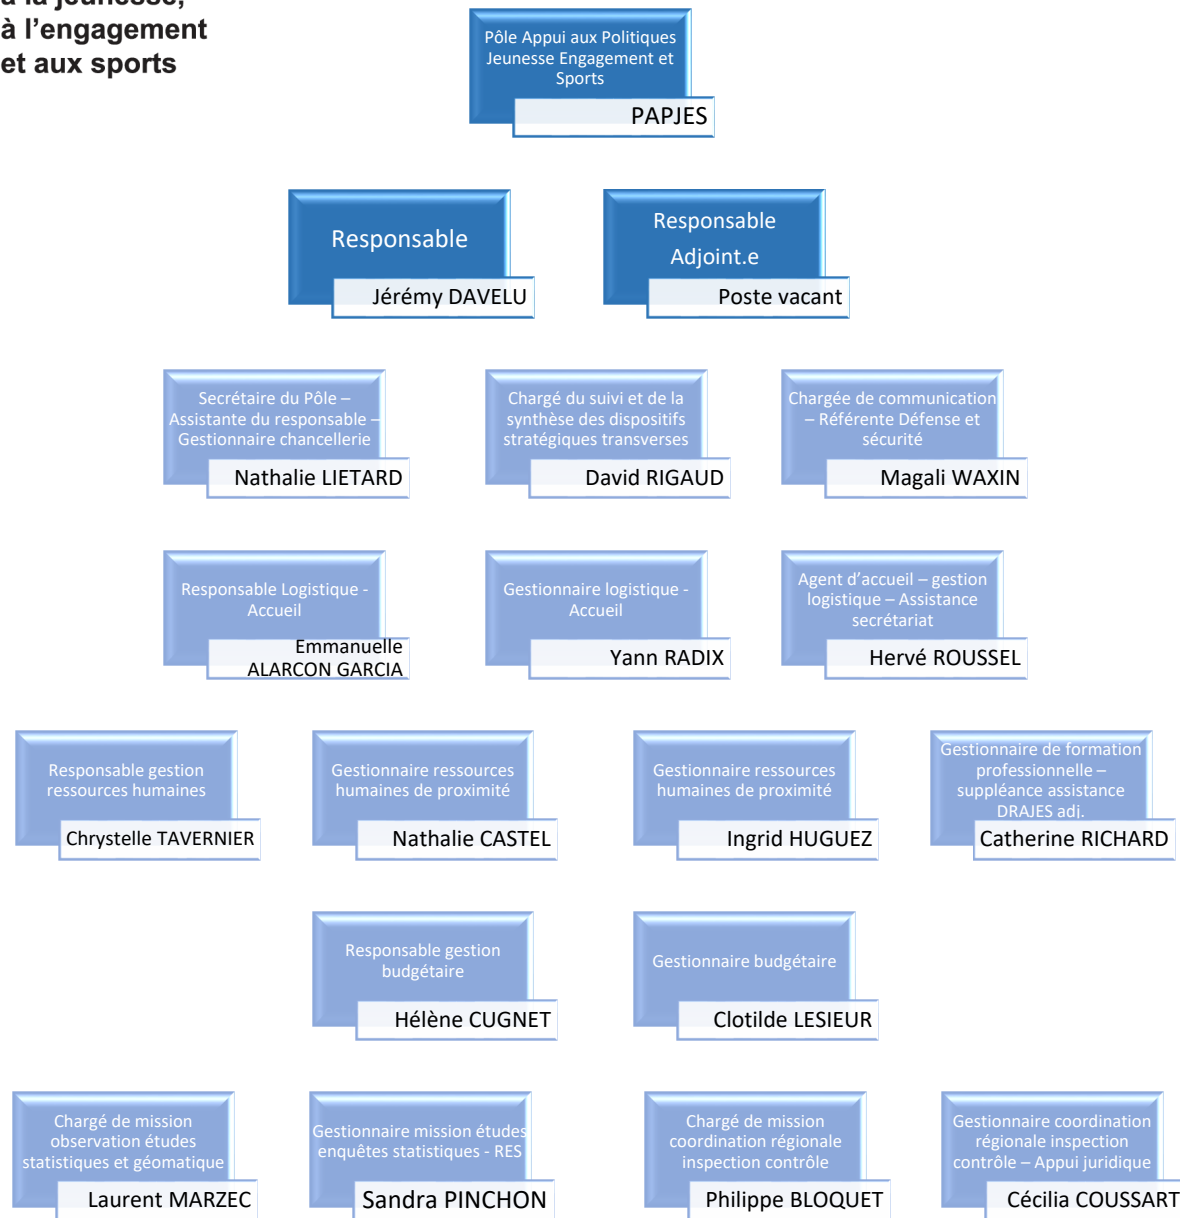 à la jeunesse,
à l’engagement
et aux sports
Pôle Appui aux Politiques
Jeunesse Engagement et
Sports
PAPJES
Responsable
Jérémy DAVELU
Responsable
Adjoint.e
Poste vacant
Secrétaire du Pôle –
Assistante du responsable –
Gestionnaire chancellerie
Nathalie LIETARD
Chargé du suivi et de la
synthèse des dispositifs
stratégiques transverses
David RIGAUD
Chargée de communication
– Référente Défense et
sécurité
Magali WAXIN
Responsable Logistique -
Accueil
Emmanuelle
ALARCON GARCIA
Gestionnaire logistique -
Accueil
Yann RADIX
Agent d’accueil – gestion
logistique – Assistance
secrétariat
Hervé ROUSSEL
Responsable gestion
ressources humaines
Chrystelle TAVERNIER
Gestionnaire ressources
humaines de proximité
Nathalie CASTEL
Gestionnaire ressources
humaines de proximité
Ingrid HUGUEZ
Gestionnaire de formation
professionnelle –
suppléance assistance
DRAJES adj.
Catherine RICHARD
Responsable gestion
budgétaire
Hélène CUGNET
Gestionnaire budgétaire
Clotilde LESIEUR
Chargé de mission
observation études
statistiques et géomatique
Laurent MARZEC
Gestionnaire mission études
enquêtes statistiques - RES
Sandra PINCHON
Chargé de mission
coordination régionale
inspection contrôle
Philippe BLOQUET
Gestionnaire coordination
régionale inspection
contrôle – Appui juridique
Cécilia COUSSART